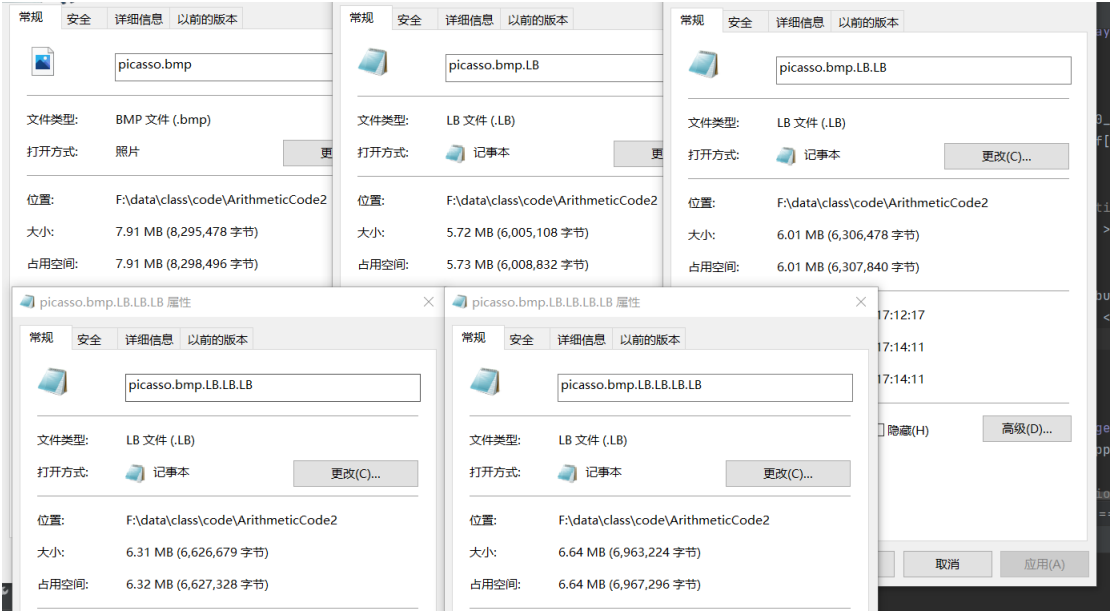 常规 安全 详细信息 以前的版本
picasso.bmp
文件类型: BMP 文件 (.bmp)
打开方式: 照片 更
位置: F:\data\class\code\ArithmeticCode2
大小: 7.91 MB (8,295,478 字节)
占用空间: 7.91 MB (8,298,496 字节)
常规 安全 详细信息 以前的版本
picasso.bmp.LB
文件类型: LB 文件 (.LB)
打开方式: 记事本 更
位置: F:\data\class\code\ArithmeticCode2
大小: 5.72 MB (6,005,108 字节)
占用空间: 5.73 MB (6,008,832 字节)
常规 安全 详细信息 以前的版本
picasso.bmp.LB.LB
文件类型: LB 文件 (.LB)
打开方式: 记事本 更改(C)...
位置: F:\data\class\code\ArithmeticCode2
大小: 6.01 MB (6,306,478 字节)
占用空间: 6.01 MB (6,307,840 字节)
17:12:17
17:14:11
17:14:11
隐藏(H) 高级(D)...
取消 应用(A)
picasso.bmp.LB.LB.LB 属性
常规 安全 详细信息 以前的版本
picasso.bmp.LB.LB.LB
文件类型: LB 文件 (.LB)
打开方式: 记事本 更改(C)...
位置: F:\data\class\code\ArithmeticCode2
大小: 6.31 MB (6,626,679 字节)
占用空间: 6.32 MB (6,627,328 字节)
picasso.bmp.LB.LB.LB.LB 属性
常规 安全 详细信息 以前的版本
picasso.bmp.LB.LB.LB.LB
文件类型: LB 文件 (.LB)
打开方式: 记事本 更改(C)...
位置: F:\data\class\code\ArithmeticCode2
大小: 6.64 MB (6,963,224 字节)
占用空间: 6.64 MB (6,967,296 字节)